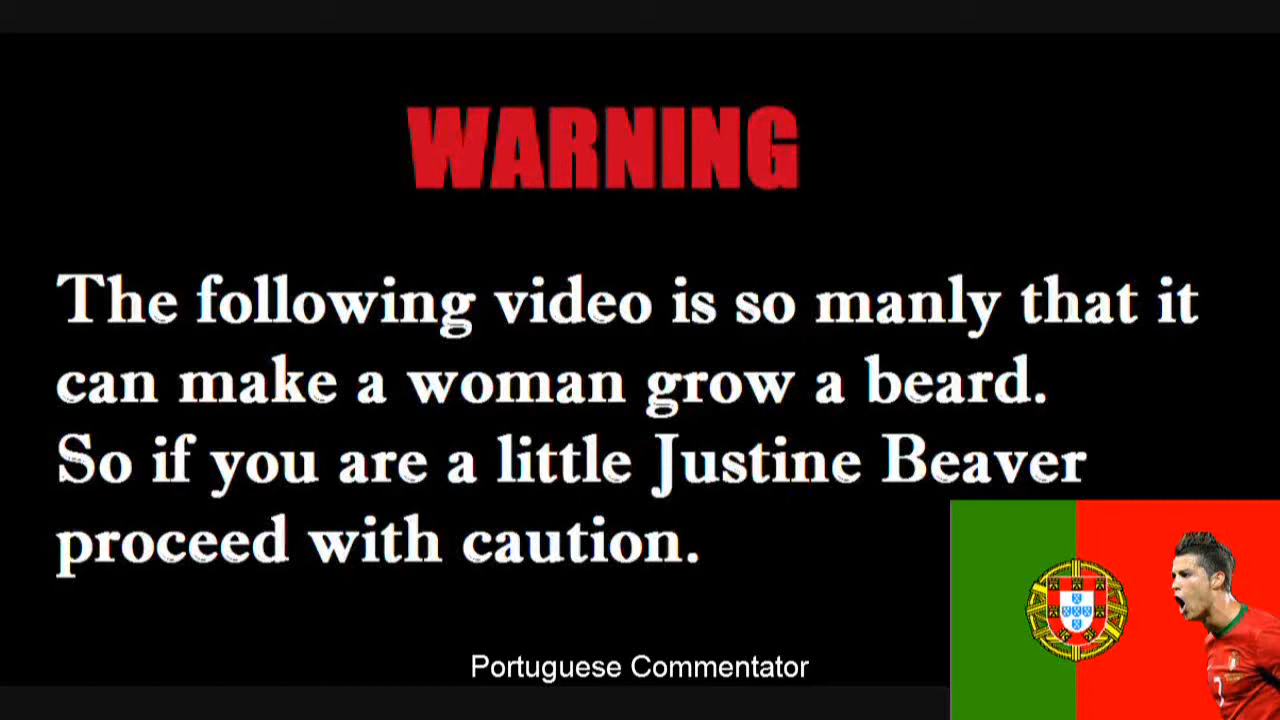 WARNING
The following video is so manly that it
can make a woman grow a beard.
So if you are a little Justine Beaver
proceed with caution.
Portuguese Commentator
7